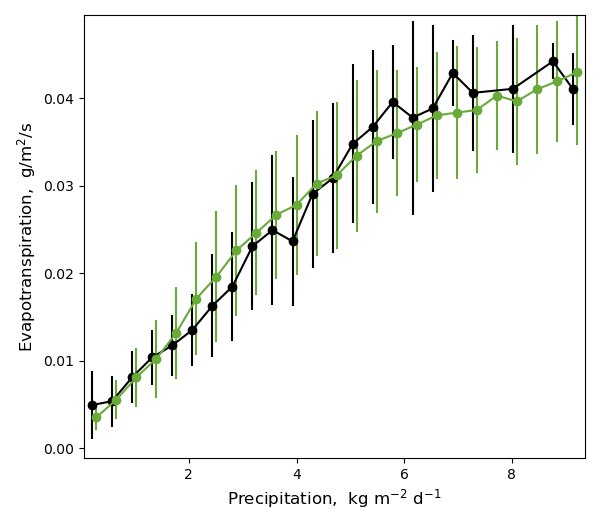 0.04
0.03
0.02
0.01
0.00
Evapotranspiration, g/m²/s
2 4 6 8
Precipitation, kg m⁻² d⁻¹